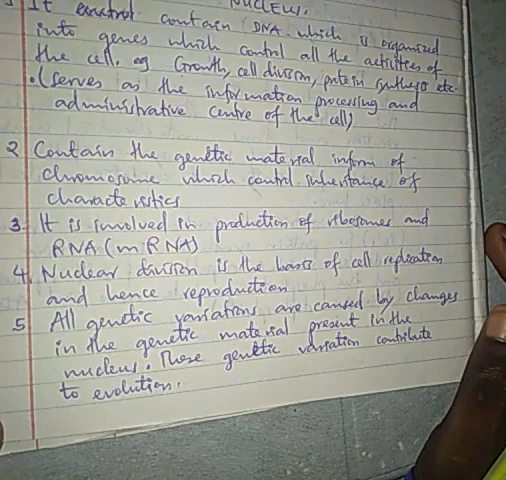 NUCLEUS.
1 It contain DNA which is organized
into genes which control all the activities of
the cell. eg Growth, cell division, protein synthesis etc.
(serves as the information processing and
administrative centre of the cell)
2 Contain the genetic material inform of
chromosome which control inheritance of
characteristics
3. It is involved in production of ribosomes and
RNA (mRNA)
4. Nuclear division is the basis of cell replication
and hence reproduction
5 All genetic variations are caused by changes
in the genetic material present in the
nucleus. These genetic variation contribute
to evolution.